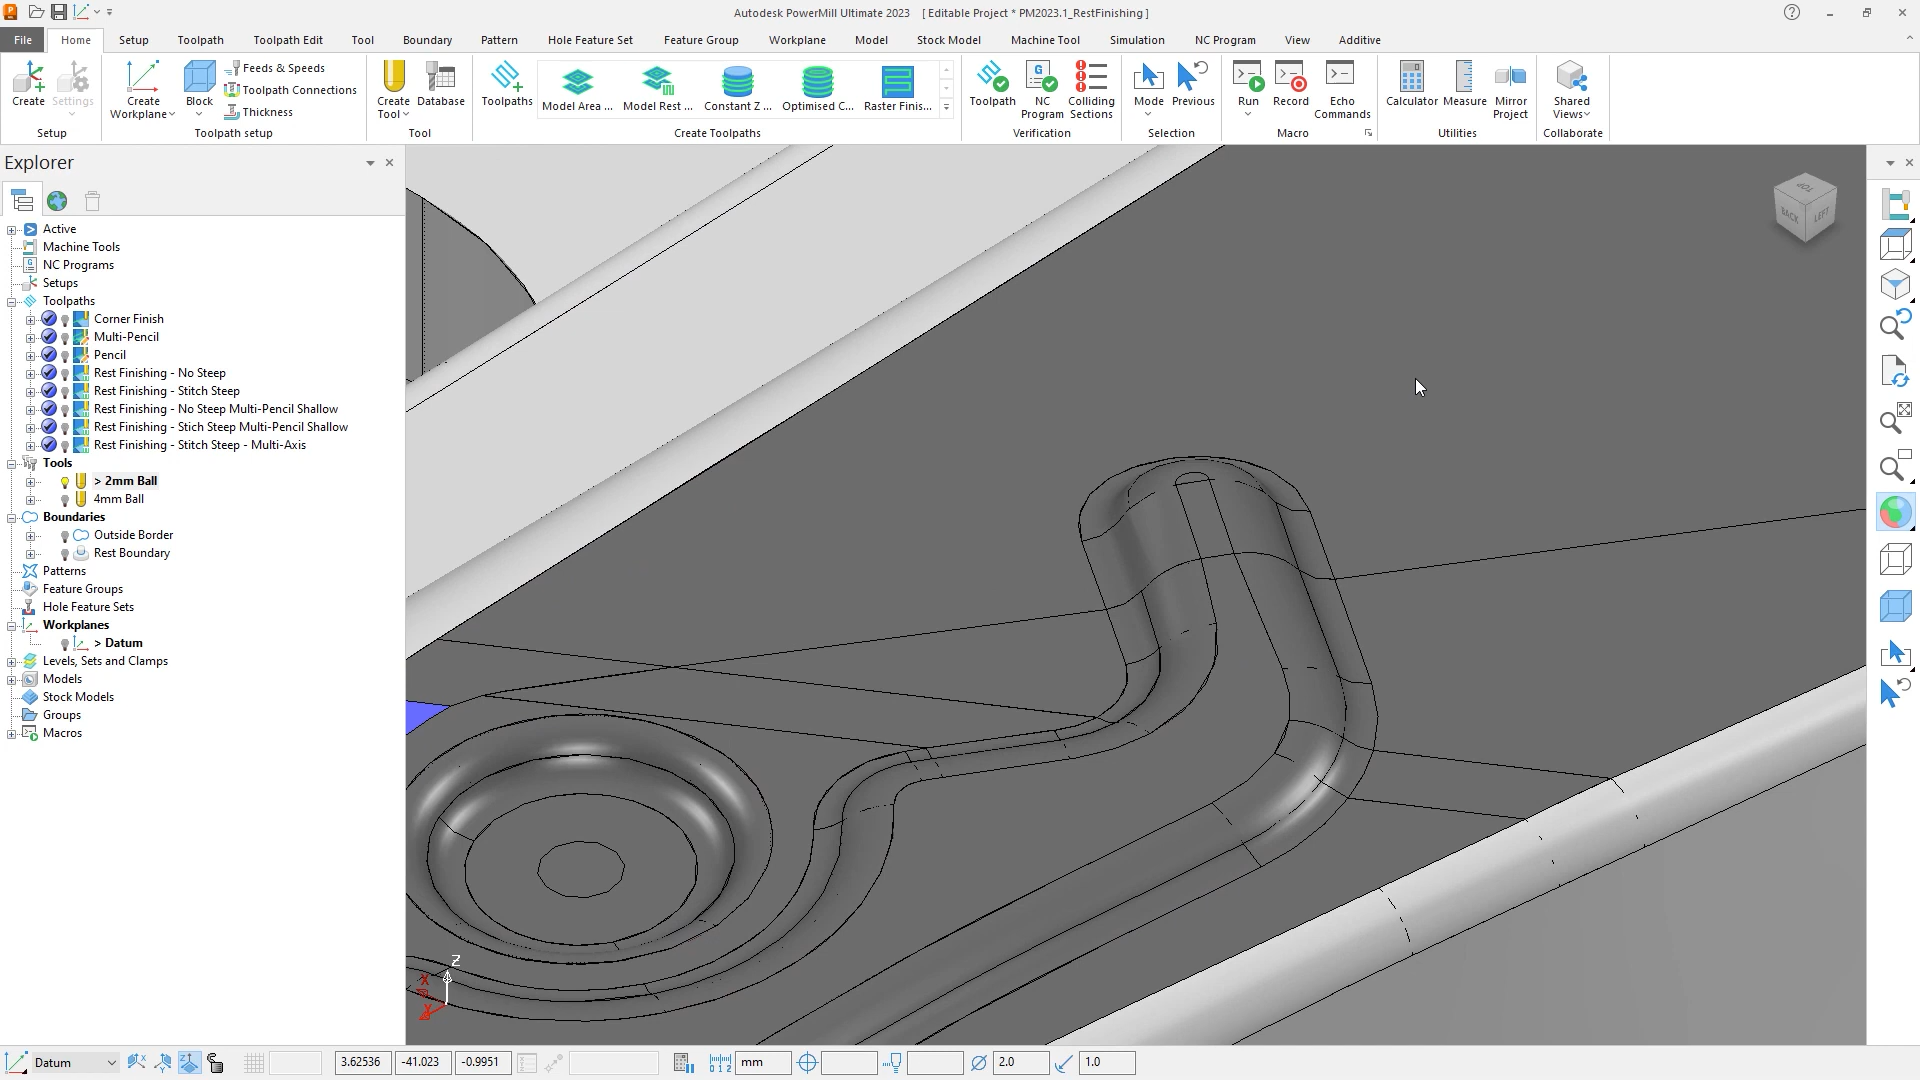 Autodesk PowerMill Ultimate 2023 [ Editable Project * PM2023.1_RestFinishing ]
File Home Setup Toolpath Toolpath Edit Tool Boundary Pattern Hole Feature Set Feature Group Workplane Model Stock Model Machine Tool Simulation NC Program View Additive
Create
Settings
Setup
Create Workplane
Block
Feeds & Speeds
Toolpath Connections
Thickness
Toolpath setup
Create Tool
Database
Tool
Toolpaths
Model Area ...
Model Rest ...
Constant Z ...
Optimised C...
Raster Finis...
Create Toolpaths
Toolpath
NC Program
Colliding Sections
Verification
Mode
Previous
Selection
Run
Record
Echo Commands
Macro
Calculator
Measure
Mirror Project
Utilities
Shared Views
Collaborate
Explorer
Active
Machine Tools
NC Programs
Setups
Toolpaths
Corner Finish
Multi-Pencil
Pencil
Rest Finishing - No Steep
Rest Finishing - Stitch Steep
Rest Finishing - No Steep Multi-Pencil Shallow
Rest Finishing - Stich Steep Multi-Pencil Shallow
Rest Finishing - Stitch Steep - Multi-Axis
Tools
> 2mm Ball
4mm Ball
Boundaries
Outside Border
Rest Boundary
Patterns
Feature Groups
Hole Feature Sets
Workplanes
> Datum
Levels, Sets and Clamps
Models
Stock Models
Groups
Macros
TOP
BACK LEFT
Z
X
Y
Datum 3.62536 -41.023 -0.9951 mm 2.0 1.0